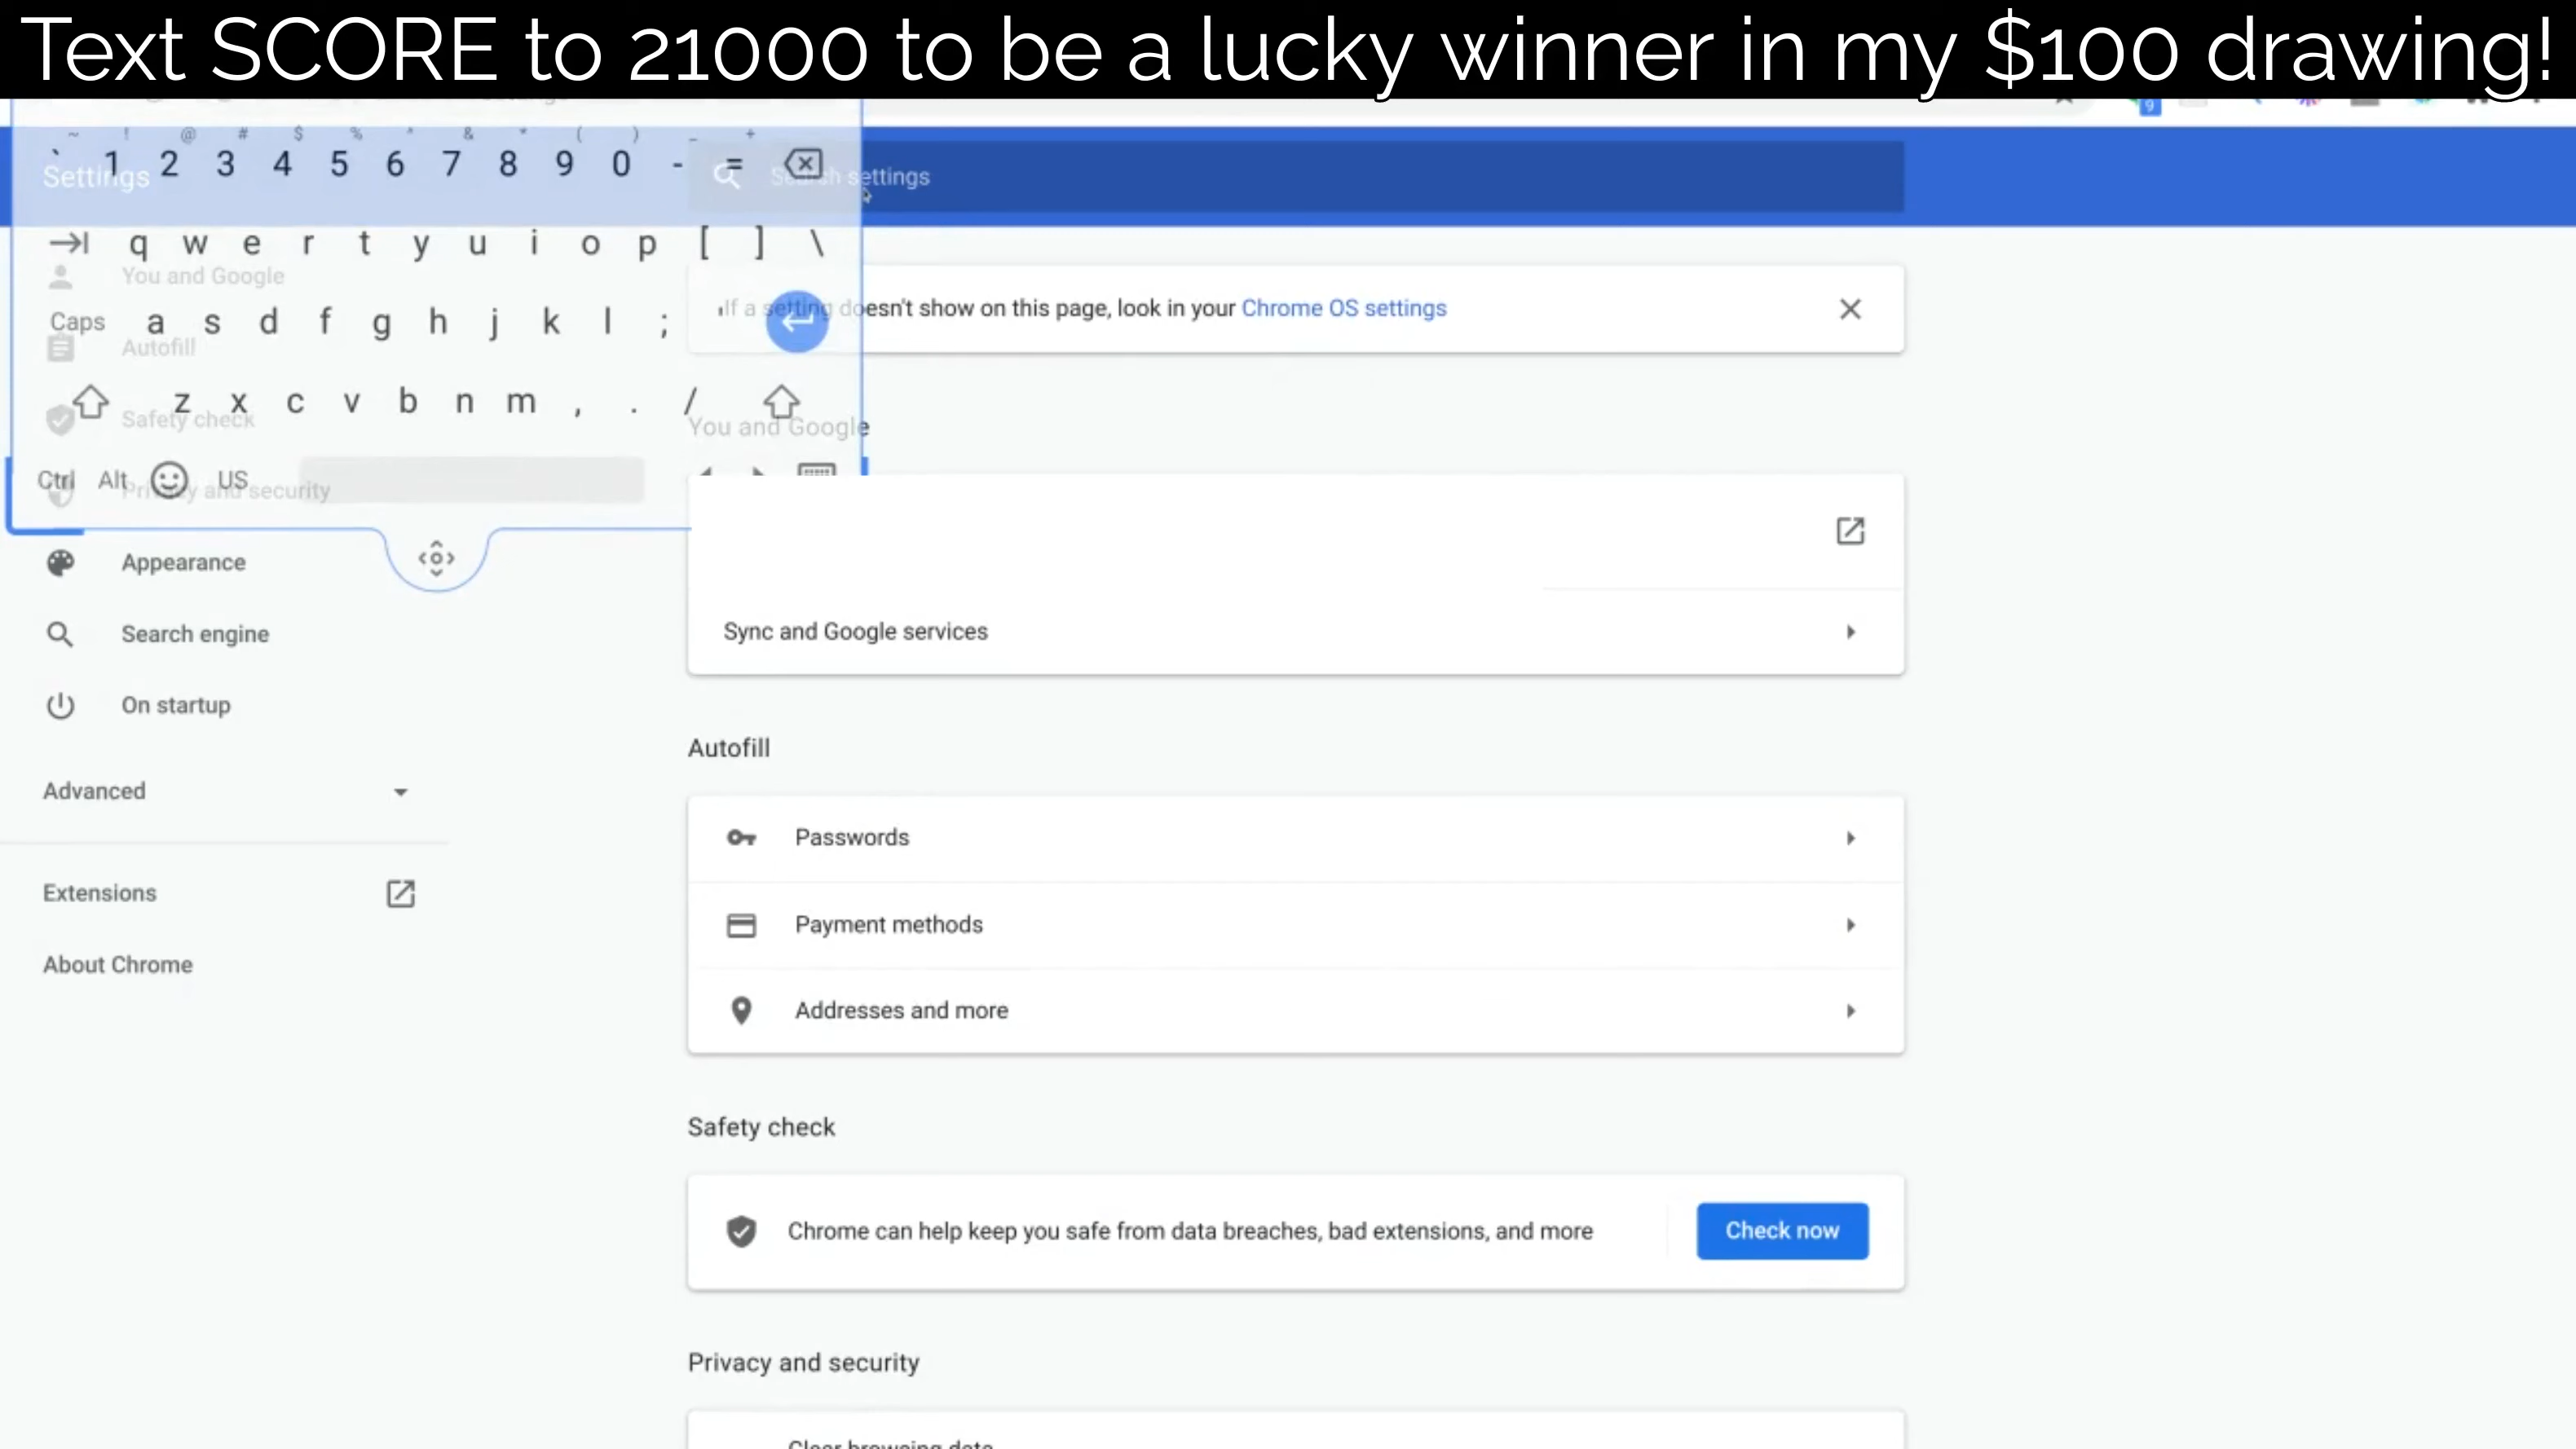 Text SCORE to 21000 to be a lucky winner in my $100 drawing!
9
~ ! @ # $ % ^ & * ( ) _ +
` 1 2 3 4 5 6 7 8 9 0 - =
Settings
Search settings
q w e r t y u i o p [ ] \
You and Google
If a setting doesn't show on this page, look in your Chrome OS settings
Caps a s d f g h j k l ;
Autofill
z x c v b n m , . /
Safety check
You and Google
Ctrl Alt US
Privacy and security
Appearance
Search engine
Sync and Google services
On startup
Autofill
Advanced
Passwords
Extensions
Payment methods
About Chrome
Addresses and more
Safety check
Chrome can help keep you safe from data breaches, bad extensions, and more
Check now
Privacy and security
Clear browsing data